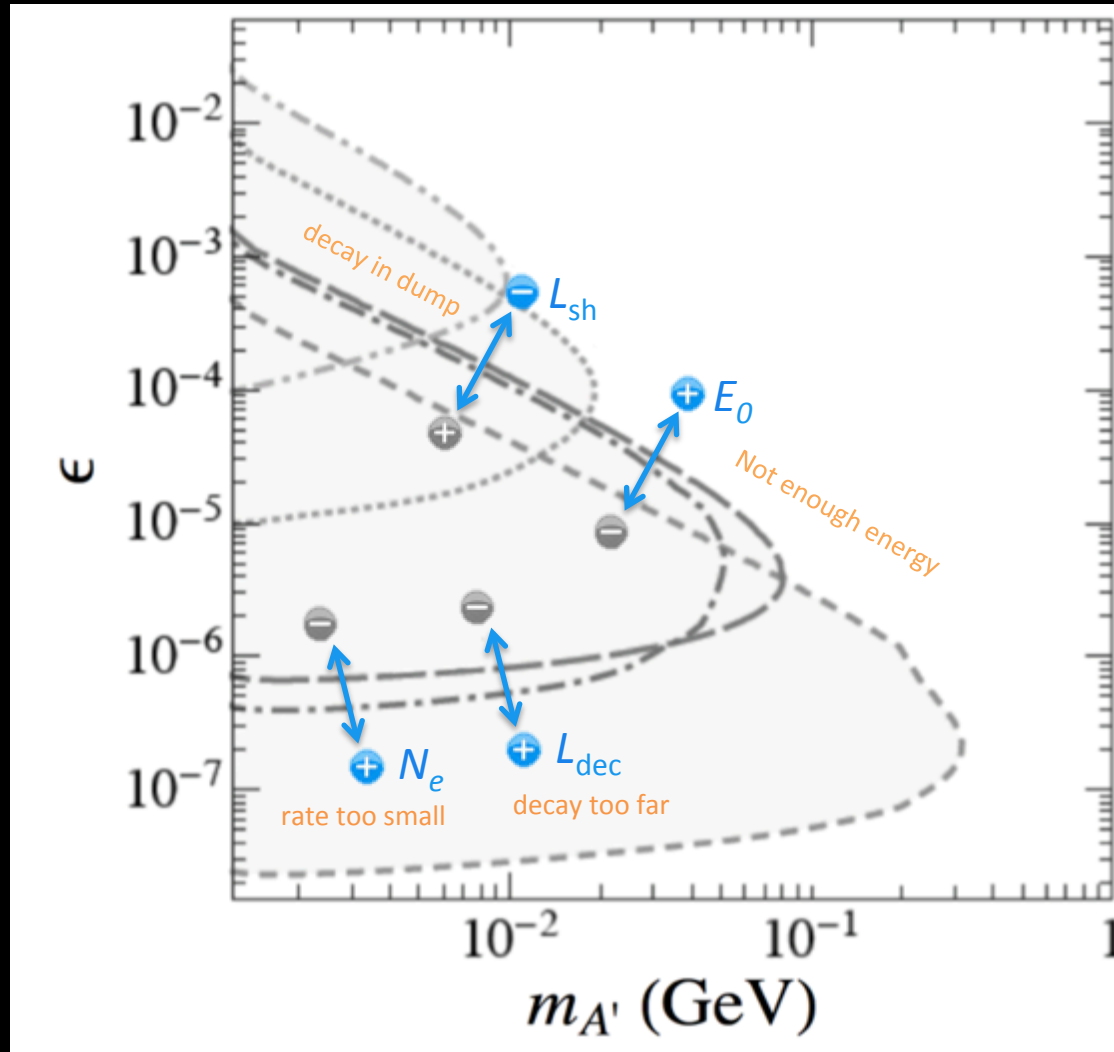 10⁻²
10⁻³
10⁻⁴
10⁻⁵
10⁻⁶
10⁻⁷
ϵ
decay in dump
− L_sh
+
+ E_0
−
Not enough energy
−
−
+ N_e
+ L_dec
rate too small
decay too far
10⁻² 10⁻¹ 1
m_A' (GeV)